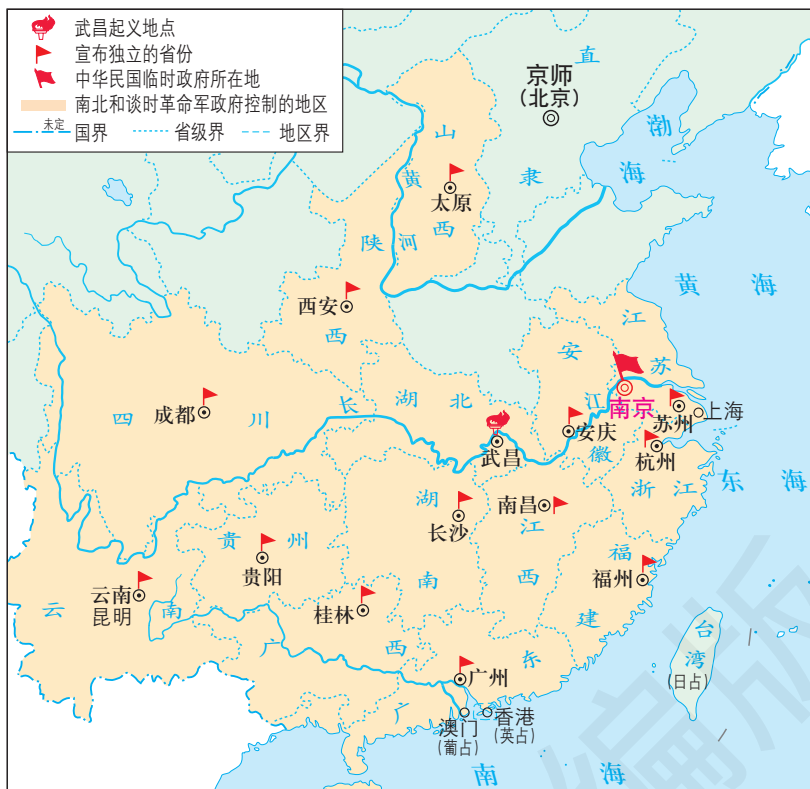 武昌起义地点
宣布独立的省份
中华民国临时政府所在地
南北和谈时革命军政府控制的地区
未定
国界 省级界 地区界
京师
(北京)
直
隶
渤
海
山
西
黄
河
太原
陕
西
西安
黄 海
江
苏
安
徽
南京
苏州
上海
长
江
湖 北
武昌
安庆
杭州
浙 江
东 海
四 川
成都
湖
南
长沙
南昌
江
西
福
建
福州
贵 州
贵阳
云南
昆明
云 南
桂林
广 西
广 东
广州
澳门
(葡占)
香港
(英占)
台
湾
(日占)
南 海
编版